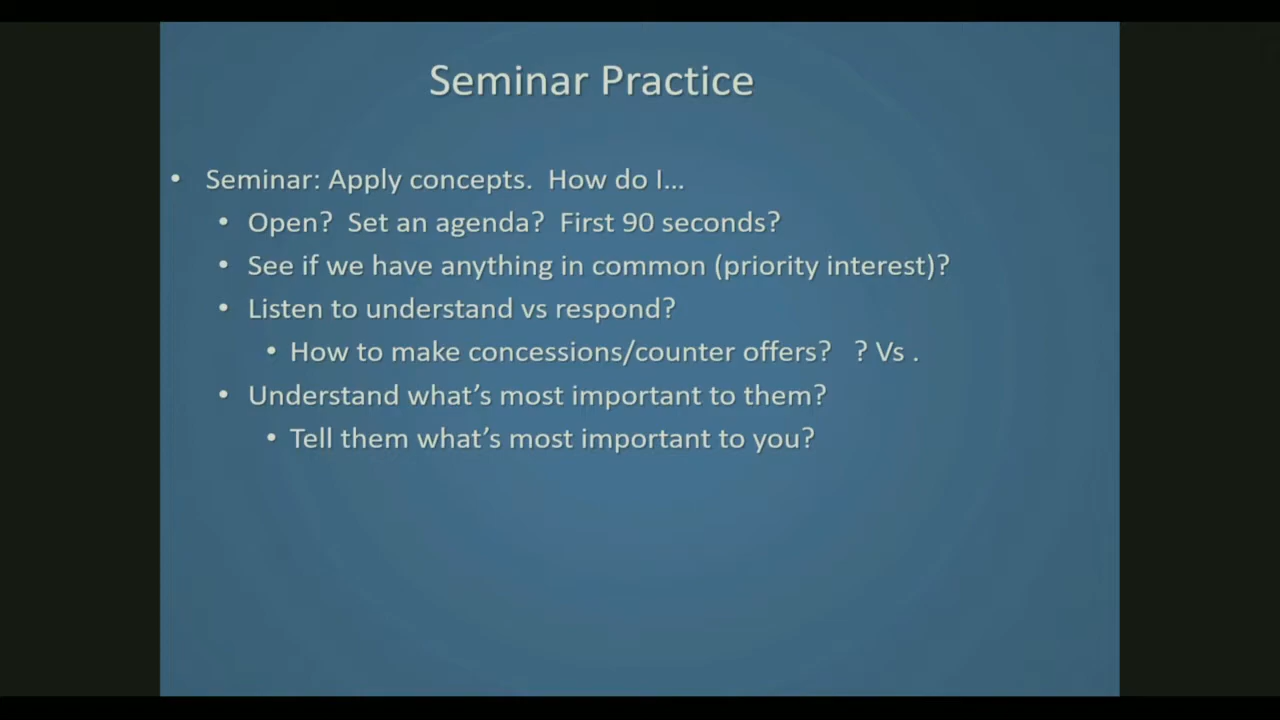 Seminar Practice
• Seminar: Apply concepts.  How do I…
• Open?  Set an agenda?  First 90 seconds?
• See if we have anything in common (priority interest)?
• Listen to understand vs respond?
• How to make concessions/counter offers?   ? Vs .
• Understand what’s most important to them?
• Tell them what’s most important to you?